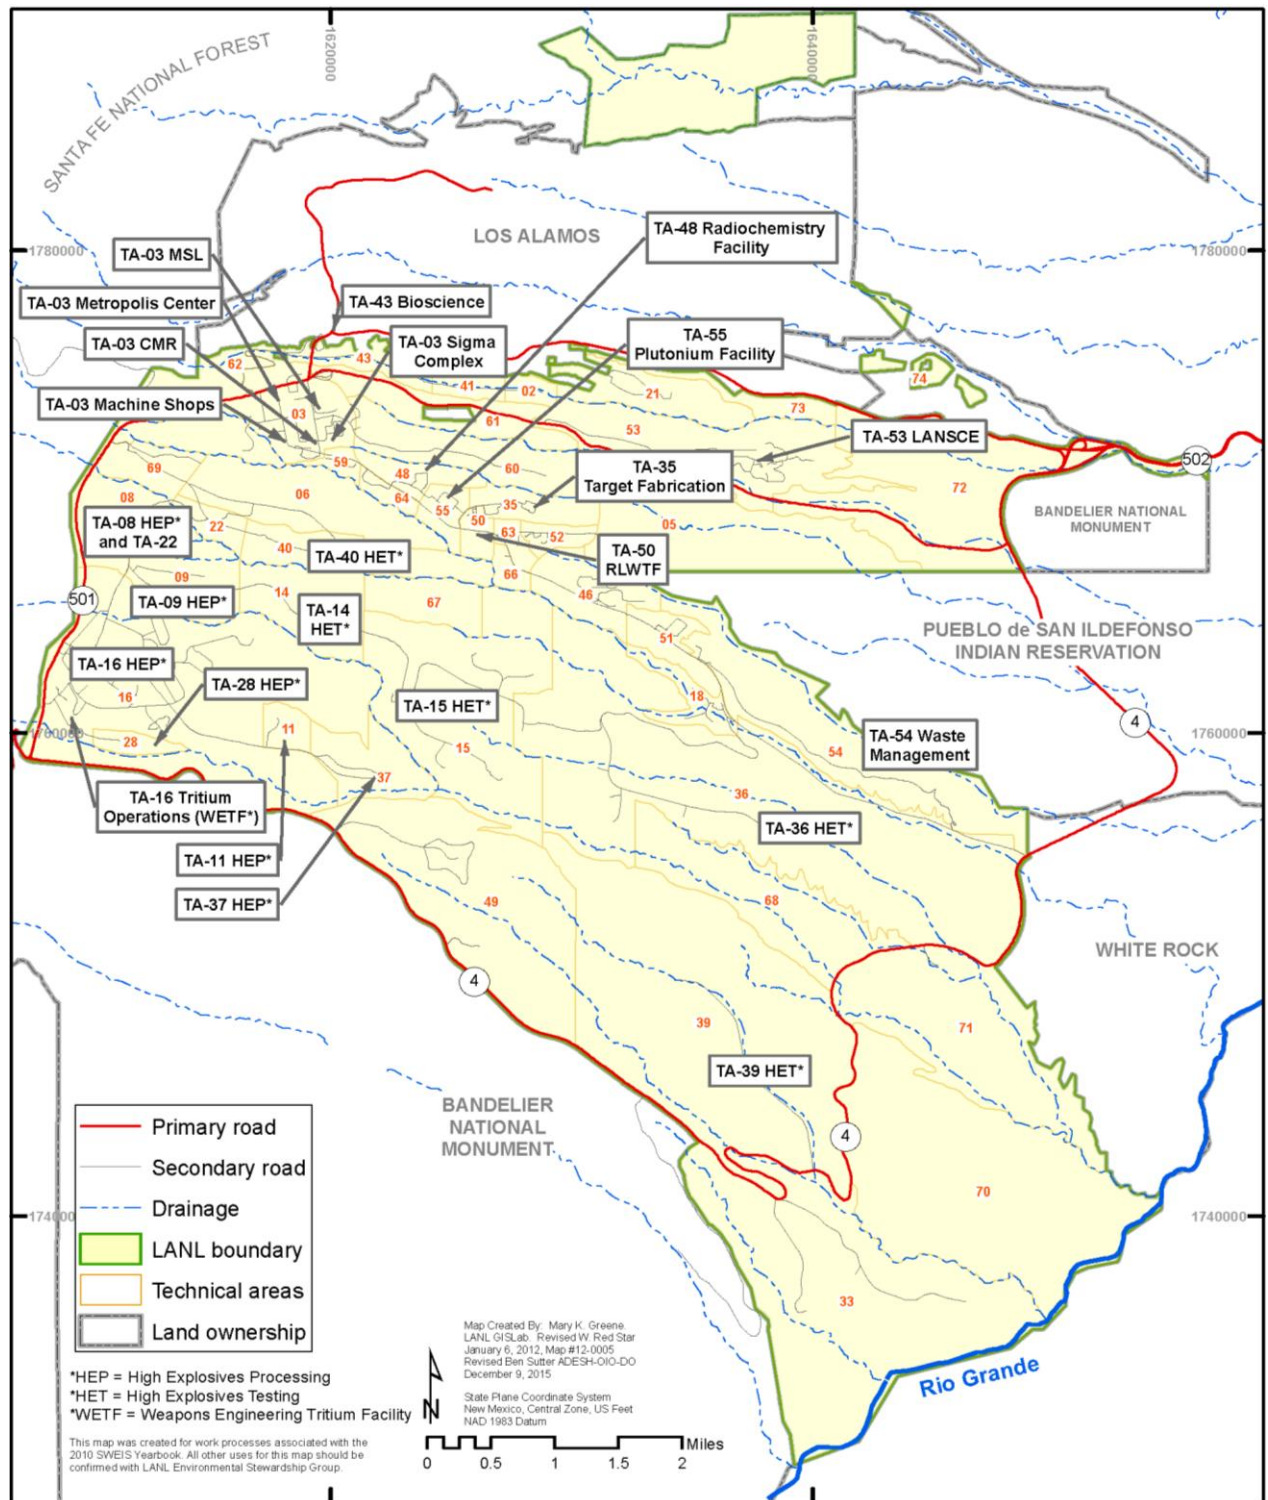 1620000
1640000
SANTA FE NATIONAL FOREST
LOS ALAMOS
TA-48 Radiochemistry
Facility
1780000
1780000
TA-03 MSL
TA-03 Metropolis Center
TA-43 Bioscience
TA-03 CMR
TA-03 Sigma
Complex
TA-55
Plutonium Facility
62
43
41
02
21
74
TA-03 Machine Shops
03
61
73
53
TA-53 LANSCE
502
59
69
48
60
TA-35
Target Fabrication
72
08
06
64
35
55
50
05
BANDELIER NATIONAL
MONUMENT
TA-08 HEP*
and TA-22
22
63
52
40
TA-40 HET*
TA-50
RLWTF
09
66
501
TA-09 HEP*
14
TA-14
HET*
67
46
51
PUEBLO de SAN ILDEFONSO
INDIAN RESERVATION
TA-16 HEP*
16
TA-28 HEP*
TA-15 HET*
18
4
11
28
15
54
TA-54 Waste
Management
1760000
37
36
TA-16 Tritium
Operations (WETF*)
TA-36 HET*
TA-11 HEP*
TA-37 HEP*
49
68
WHITE ROCK
4
39
71
TA-39 HET*
BANDELIER
NATIONAL
MONUMENT
4
70
1740000
33
Rio Grande
Primary road
Secondary road
Drainage
LANL boundary
Technical areas
Land ownership
*HEP = High Explosives Processing
*HET = High Explosives Testing
*WETF = Weapons Engineering Tritium Facility
This map was created for work processes associated with the
2010 SWEIS Yearbook. All other uses for this map should be
confirmed with LANL Environmental Stewardship Group.
Map Created By: Mary K. Greene.
LANL GISLab. Revised W. Red Star
January 6, 2012, Map #12-0005
Revised Ben Sutter ADESH-OIO-DO
December 9, 2015
State Plane Coordinate System
New Mexico, Central Zone, US Feet
NAD 1983 Datum
N
Miles
0 0.5 1 1.5 2